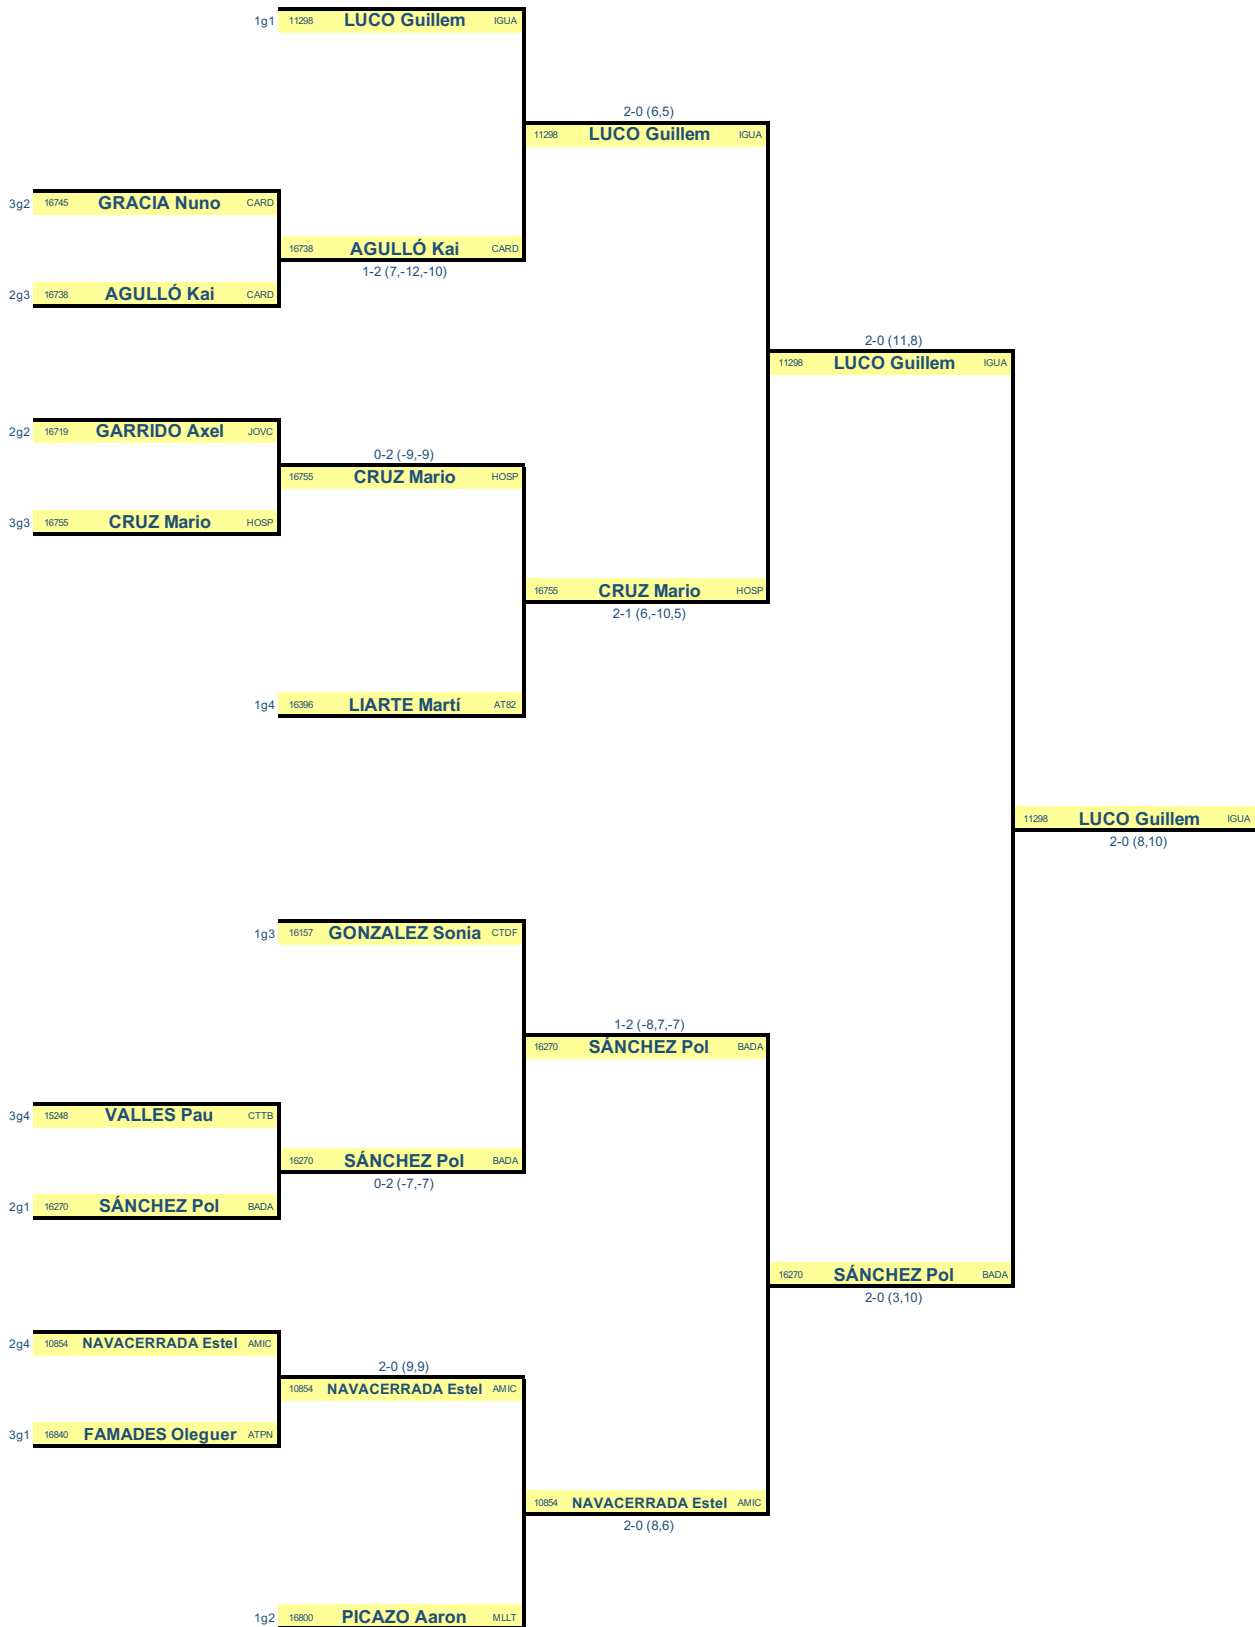 1g1 11298 LUCO Guillem IGUA
2-0 (6,5)
11298 LUCO Guillem IGUA
3g2 16745 GRACIA Nuno CARD
16738 AGULLÓ Kai CARD
1-2 (7,-12,-10)
2g3 16738 AGULLÓ Kai CARD
2-0 (11,8)
11298 LUCO Guillem IGUA
2g2 16719 GARRIDO Axel JOVC
0-2 (-9,-9)
16755 CRUZ Mario HOSP
3g3 16755 CRUZ Mario HOSP
16755 CRUZ Mario HOSP
2-1 (6,-10,5)
1g4 16396 LIARTE Martí AT82
11298 LUCO Guillem IGUA
2-0 (8,10)
1g3 16157 GONZALEZ Sonia CTDF
1-2 (-8,7,-7)
16270 SÁNCHEZ Pol BADA
3g4 15248 VALLES Pau CTTB
16270 SÁNCHEZ Pol BADA
0-2 (-7,-7)
2g1 16270 SÁNCHEZ Pol BADA
16270 SÁNCHEZ Pol BADA
2-0 (3,10)
2g4 10854 NAVACERRADA Estel AMIC
2-0 (9,9)
10854 NAVACERRADA Estel AMIC
3g1 16840 FAMADES Oleguer ATPN
10854 NAVACERRADA Estel AMIC
2-0 (8,6)
1g2 16800 PICAZO Aaron MLLT